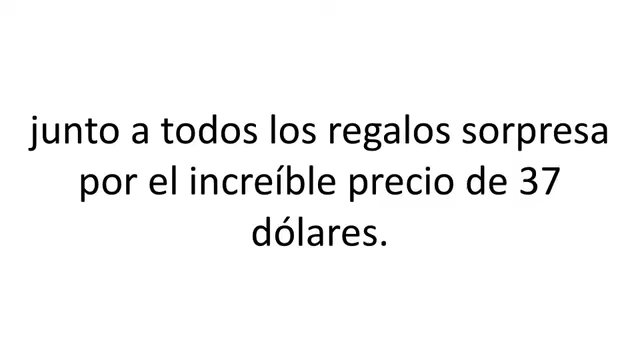 junto a todos los regalos sorpresa
por el increíble precio de 37
dólares.